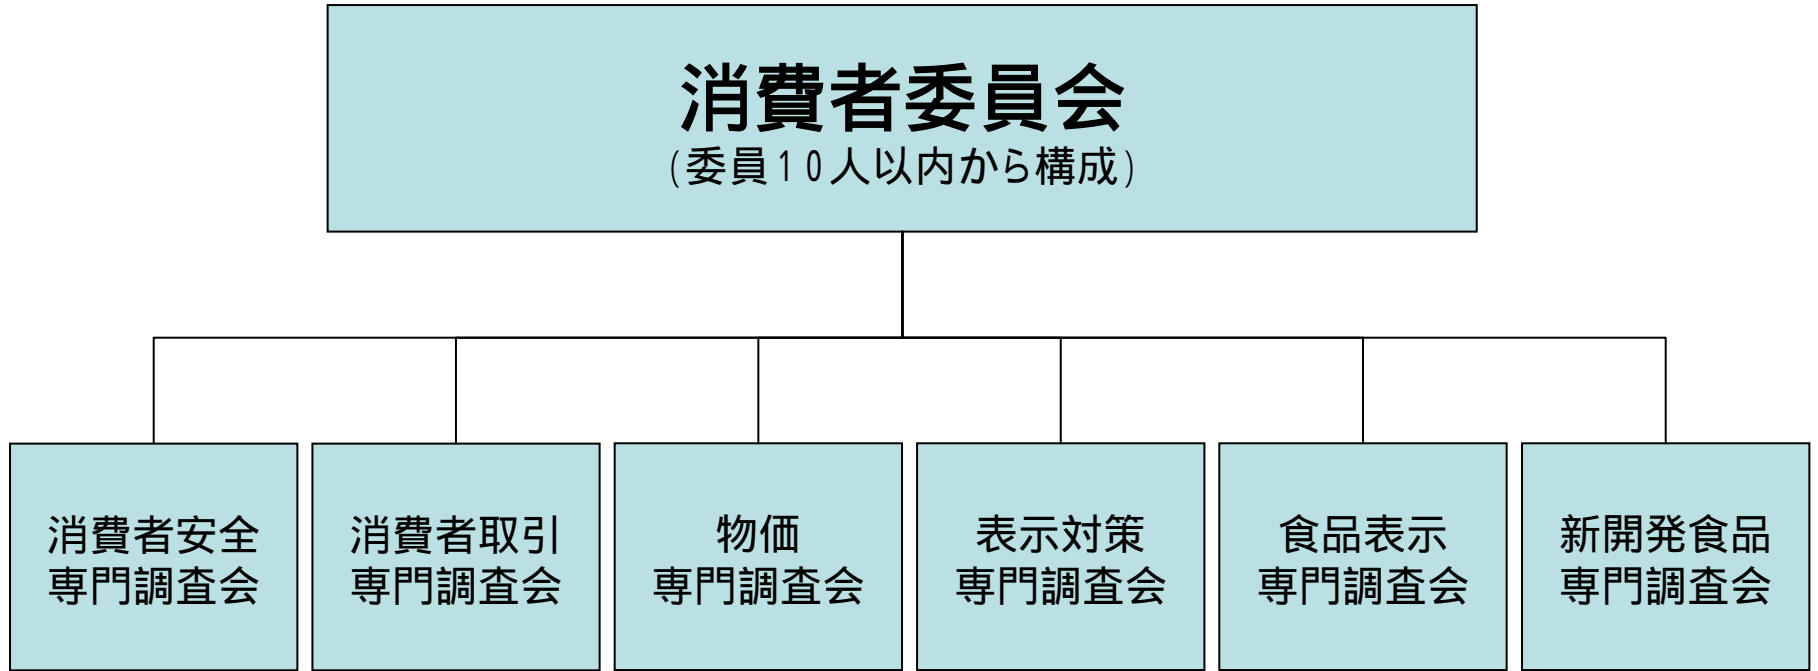 消費者委員会
(委員10人以内から構成)
消費者安全
専門調査会
消費者取引
専門調査会
物価
専門調査会
表示対策
専門調査会
食品表示
専門調査会
新開発食品
専門調査会